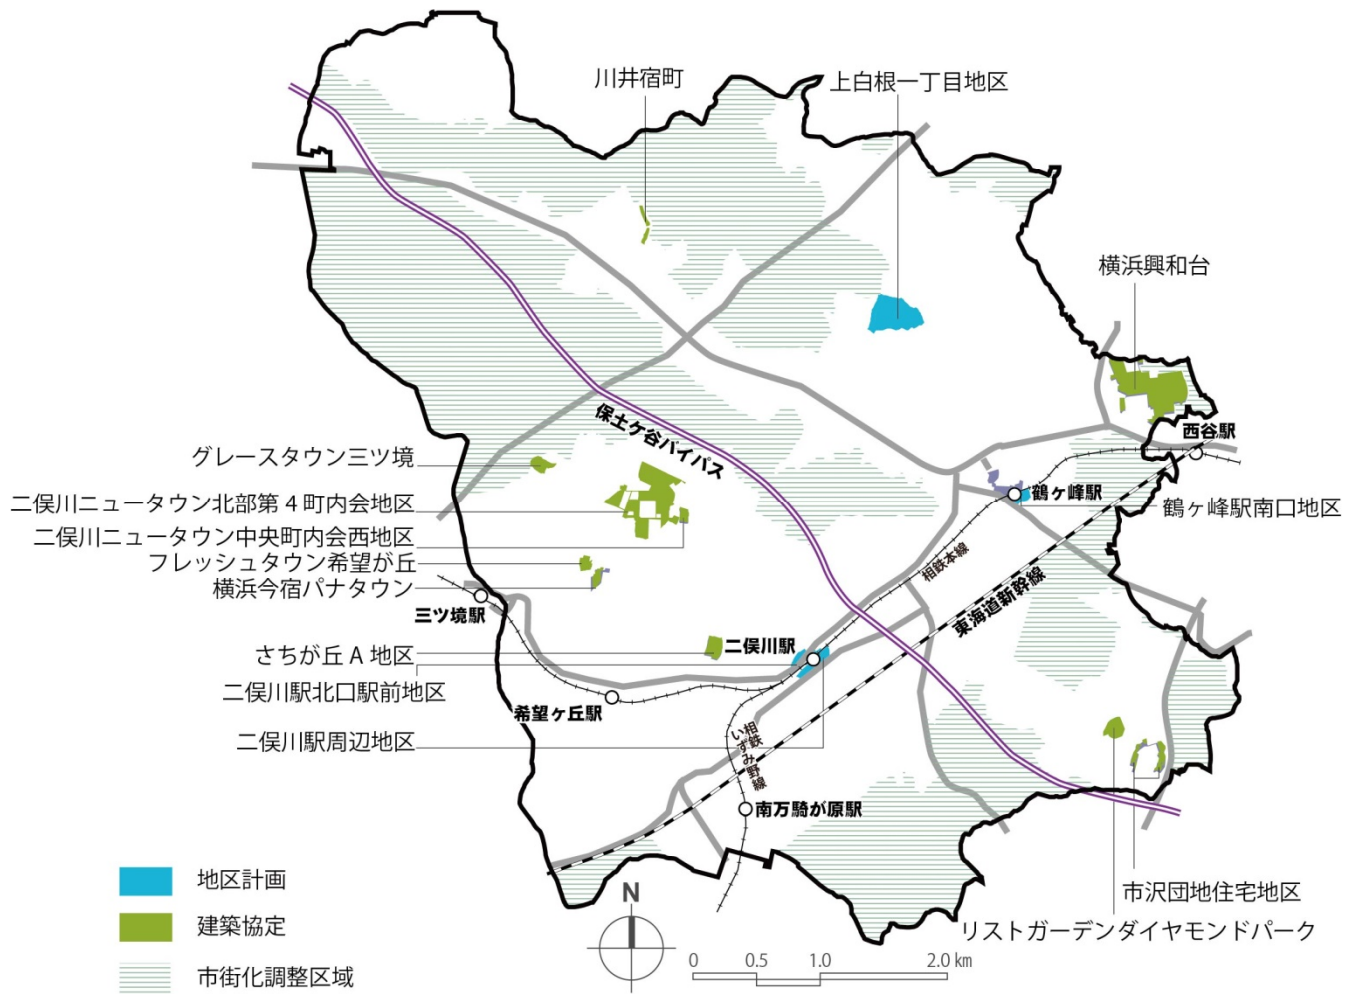 川井宿町
上白根一丁目地区
横浜興和台
西谷駅
保土ケ谷バイパス
グレースタウン三ツ境
二俣川ニュータウン北部第４町内会地区
二俣川ニュータウン中央町内会西地区
フレッシュタウン希望が丘
横浜今宿パナタウン
鶴ヶ峰駅
鶴ヶ峰駅南口地区
相鉄本線
東海道新幹線
三ツ境駅
さちが丘 A 地区
二俣川駅
二俣川駅北口駅前地区
希望ヶ丘駅
二俣川駅周辺地区
相鉄
いずみ野線
南万騎が原駅
市沢団地住宅地区
リストガーデンダイヤモンドパーク
地区計画
建築協定
市街化調整区域
N
0 0.5 1.0 2.0 km